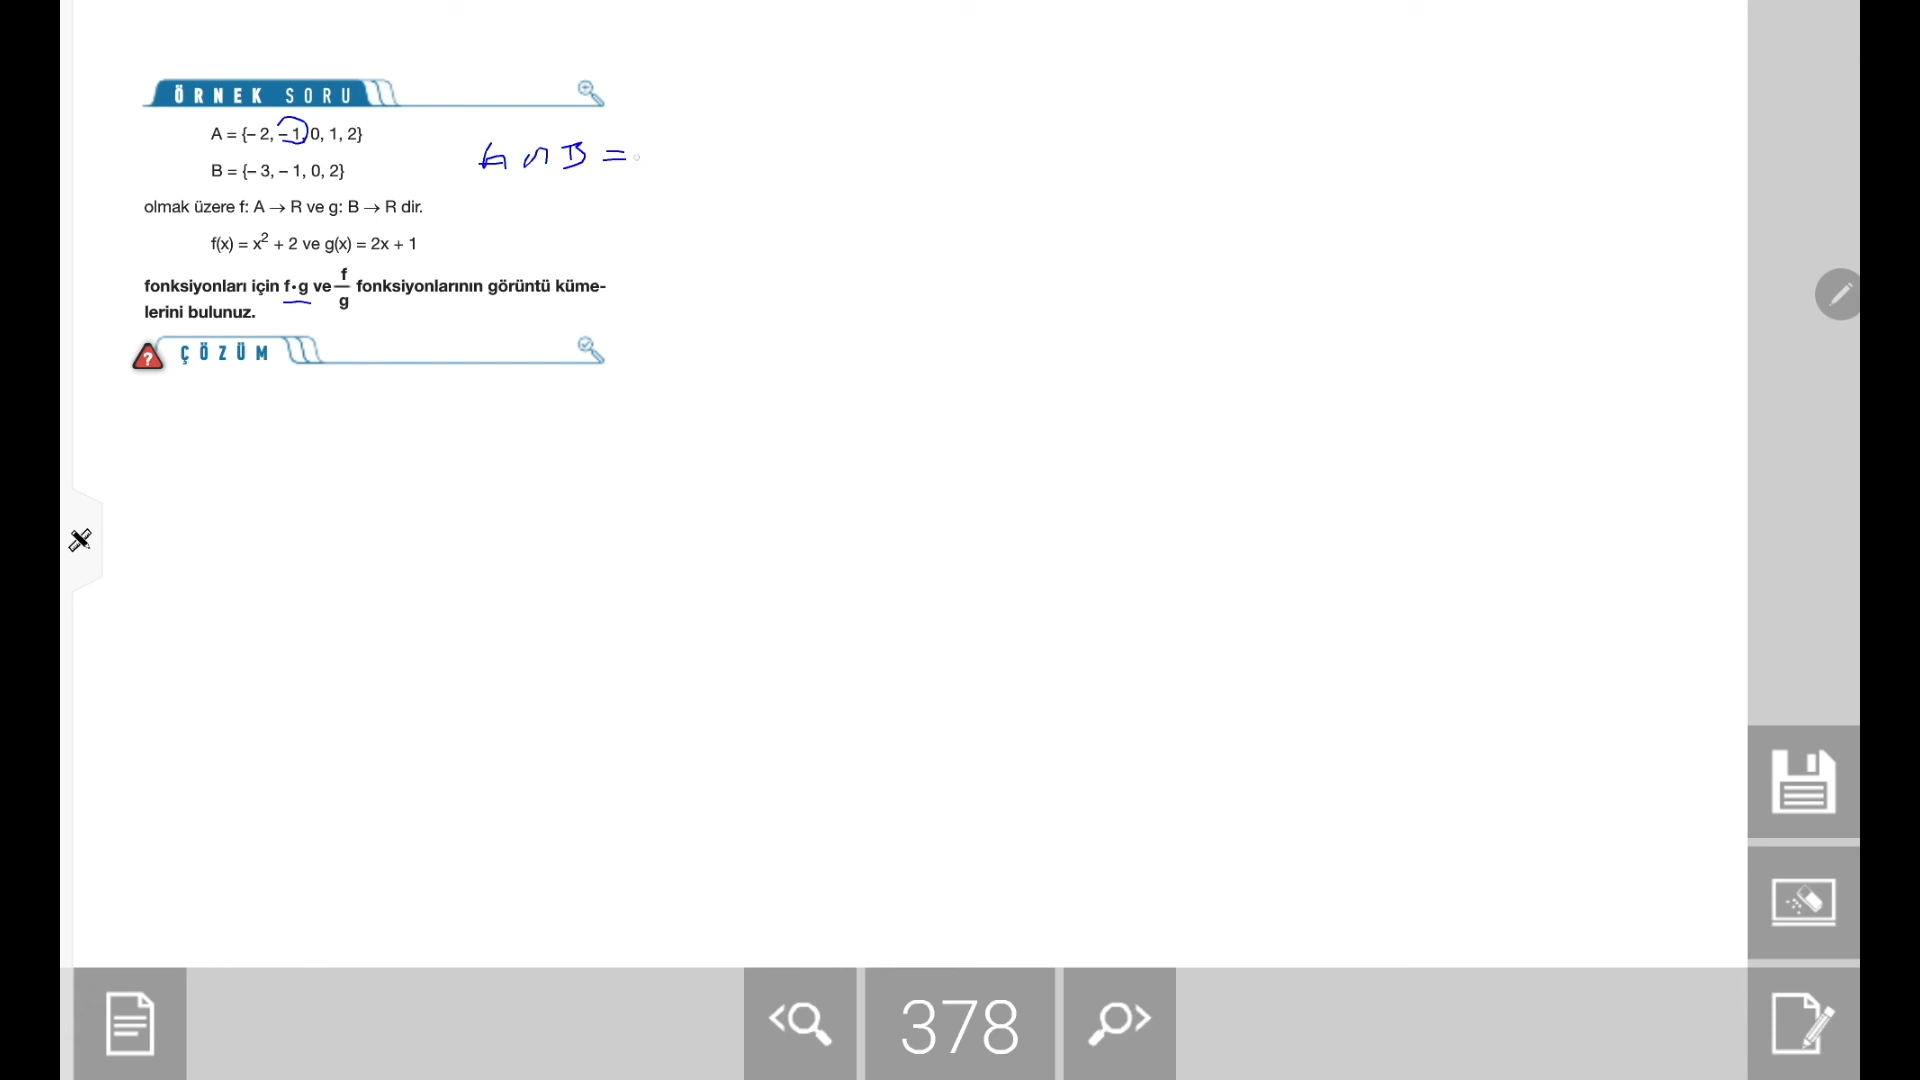 ÖRNEK SORU
A = {– 2, – 1, 0, 1, 2}
A ∩ B =
B = {– 3, – 1, 0, 2}
olmak üzere f: A → R ve g: B → R dir.
f(x) = x² + 2 ve g(x) = 2x + 1
fonksiyonları için f·g ve f/g fonksiyonlarının görüntü küme-
lerini bulunuz.
? ÇÖZÜM
378